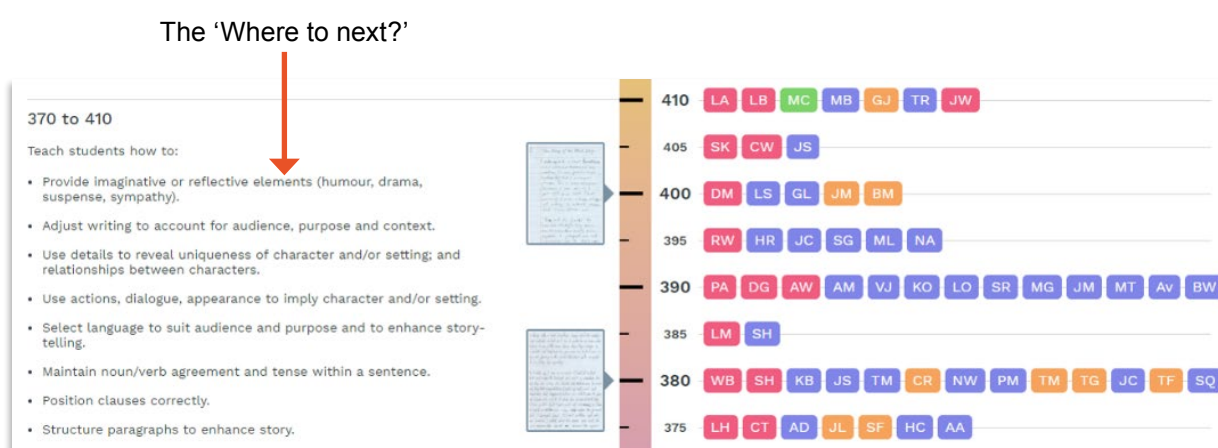 The ‘Where to next?’
370 to 410
Teach students how to:
• Provide imaginative or reflective elements (humour, drama,
suspense, sympathy).
• Adjust writing to account for audience, purpose and context.
• Use details to reveal uniqueness of character and/or setting; and
relationships between characters.
• Use actions, dialogue, appearance to imply character and/or setting.
• Select language to suit audience and purpose and to enhance story-
telling.
• Maintain noun/verb agreement and tense within a sentence.
• Position clauses correctly.
• Structure paragraphs to enhance story.
410 LA LB MC MB GJ TR JW
405 SK CW JS
400 DM LS GL JM BM
395 RW HR JC SG ML NA
390 PA DG AW AM VJ KO LO SR MG JM MT Av BW
385 LM SH
380 WB SH KB JS TM CR NW PM TM TG JC TF SQ
375 LH CT AD JL SF HC AA